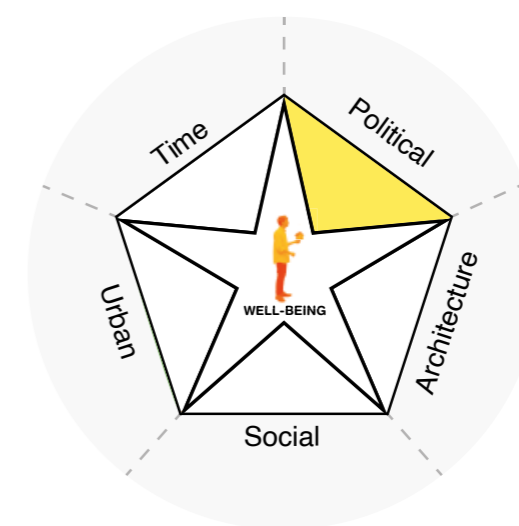 Time
Political
Urban
WELL-BEING
Architecture
Social